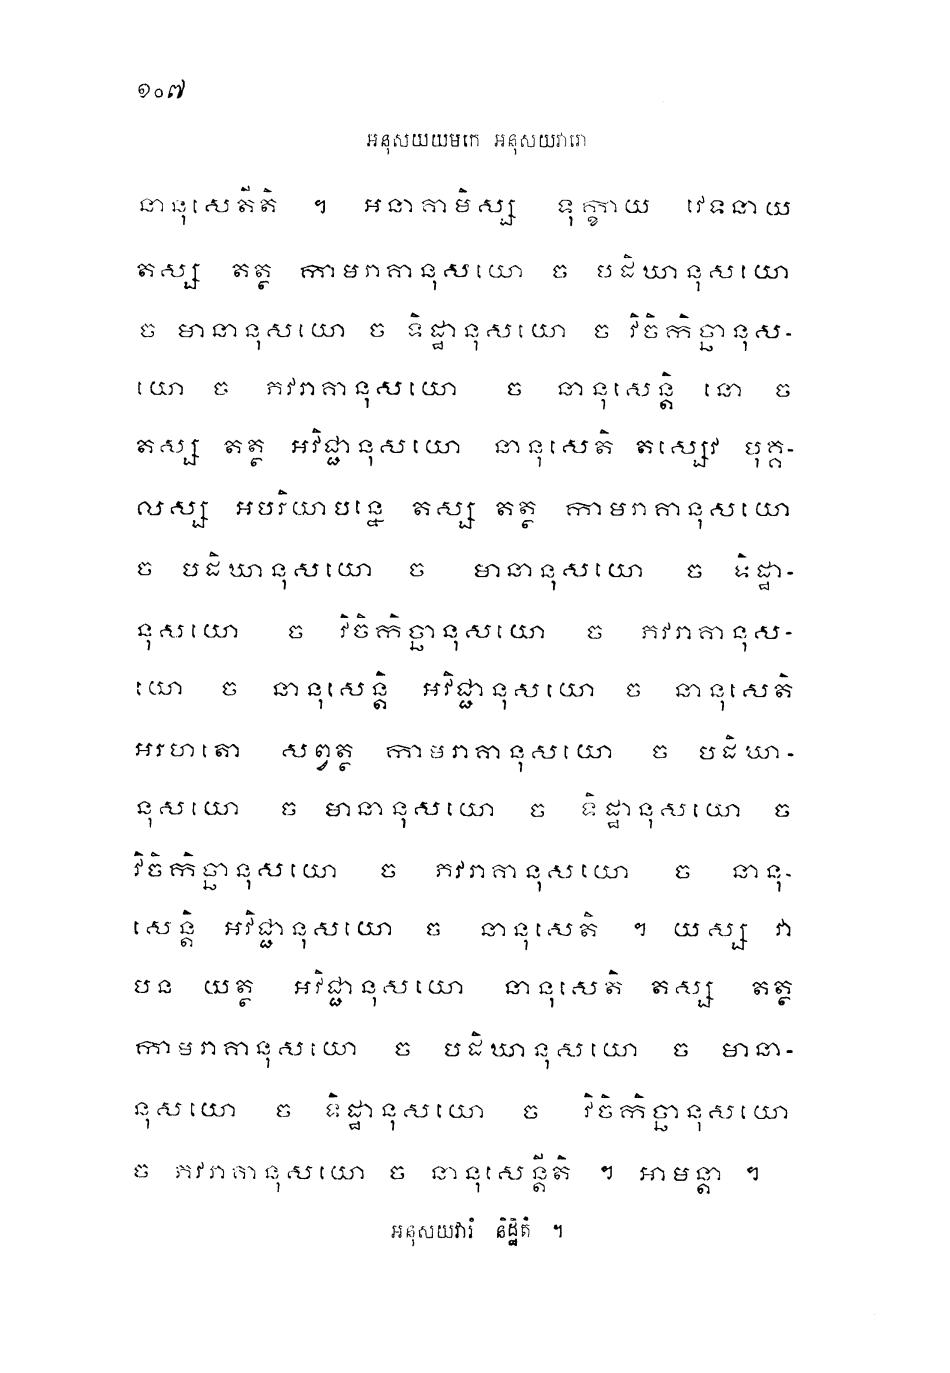 ១០៧
អនុសយយមកេ អនុសយវារោ
នានុសេតីតិ ។ អនាគាមិស្ស ទុក្ខាយ វេទនាយ
តស្ស តត្ថ កាមរាគានុសយោ ច បដិឃានុសយោ
ច មានានុសយោ ច ទិដ្ឋានុសយោ ច វិចិកិច្ឆានុស-
យោ ច ភវរាគានុសយោ ច នានុសេន្តិ នោ ច
តស្ស តត្ថ អវិជ្ជានុសយោ នានុសេតិ តស្សេវ បុគ្គ-
លស្ស អបរិយាបន្នេ តស្ស តត្ថ កាមរាគានុសយោ
ច បដិឃានុសយោ ច មានានុសយោ ច ទិដ្ឋា-
នុសយោ ច វិចិកិច្ឆានុសយោ ច ភវរាគានុស-
យោ ច នានុសេន្តិ អវិជ្ជានុសយោ ច នានុសេតិ
អរហតោ សព្វត្ថ កាមរាគានុសយោ ច បដិឃា-
នុសយោ ច មានានុសយោ ច ទិដ្ឋានុសយោ ច
វិចិកិច្ឆានុសយោ ច ភវរាគានុសយោ ច នានុ-
សេន្តិ អវិជ្ជានុសយោ ច នានុសេតិ ។ យស្ស វា
បន យត្ថ អវិជ្ជានុសយោ នានុសេតិ តស្ស តត្ថ
កាមរាគានុសយោ ច បដិឃានុសយោ ច មានា-
នុសយោ ច ទិដ្ឋានុសយោ ច វិចិកិច្ឆានុសយោ
ច ភវរាគានុសយោ ច នានុសេន្តីតិ ។ អាមន្តា ។
អនុសយវារំ និដ្ឋិតំ ។